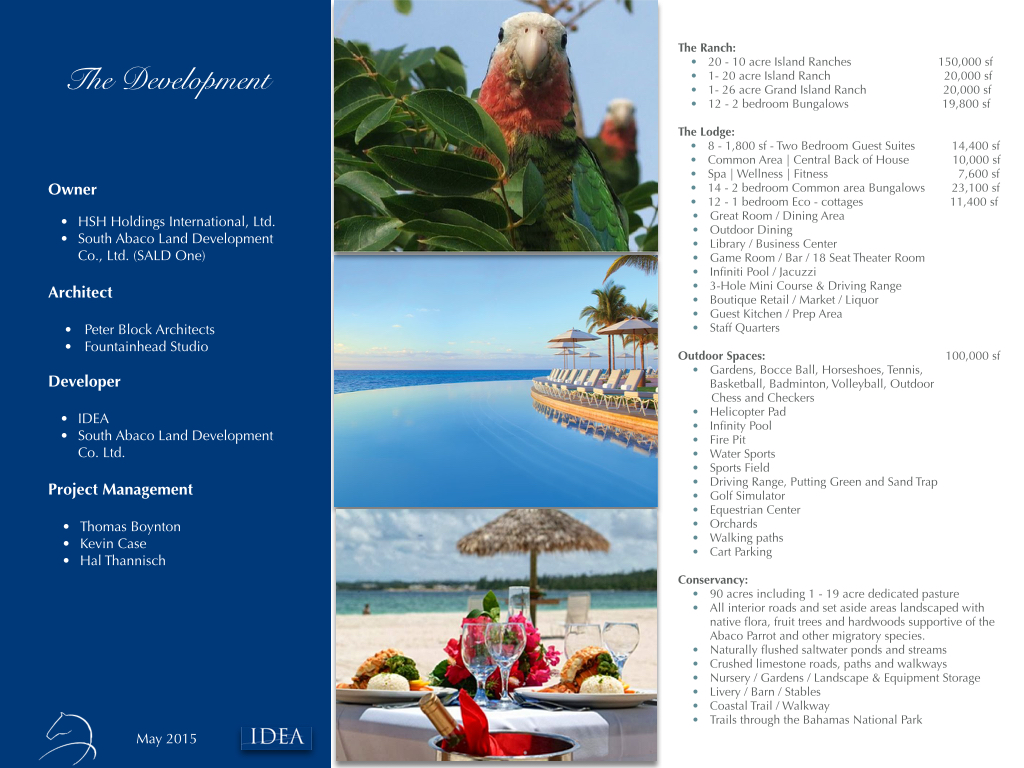 The Development
Owner
• HSH Holdings International, Ltd.
• South Abaco Land Development
Co., Ltd. (SALD One)
Architect
• Peter Block Architects
• Fountainhead Studio
Developer
• IDEA
• South Abaco Land Development
Co. Ltd.
Project Management
• Thomas Boynton
• Kevin Case
• Hal Thannisch
May 2015
IDEA
The Ranch:
• 20 - 10 acre Island Ranches 150,000 sf
• 1- 20 acre Island Ranch 20,000 sf
• 1- 26 acre Grand Island Ranch 20,000 sf
• 12 - 2 bedroom Bungalows 19,800 sf
The Lodge:
• 8 - 1,800 sf - Two Bedroom Guest Suites 14,400 sf
• Common Area | Central Back of House 10,000 sf
• Spa | Wellness | Fitness 7,600 sf
• 14 - 2 bedroom Common area Bungalows 23,100 sf
• 12 - 1 bedroom Eco - cottages 11,400 sf
• Great Room / Dining Area
• Outdoor Dining
• Library / Business Center
• Game Room / Bar / 18 Seat Theater Room
• Infiniti Pool / Jacuzzi
• 3-Hole Mini Course & Driving Range
• Boutique Retail / Market / Liquor
• Guest Kitchen / Prep Area
• Staff Quarters
Outdoor Spaces: 100,000 sf
• Gardens, Bocce Ball, Horseshoes, Tennis,
Basketball, Badminton, Volleyball, Outdoor
Chess and Checkers
• Helicopter Pad
• Infinity Pool
• Fire Pit
• Water Sports
• Sports Field
• Driving Range, Putting Green and Sand Trap
• Golf Simulator
• Equestrian Center
• Orchards
• Walking paths
• Cart Parking
Conservancy:
• 90 acres including 1 - 19 acre dedicated pasture
• All interior roads and set aside areas landscaped with
native flora, fruit trees and hardwoods supportive of the
Abaco Parrot and other migratory species.
• Naturally flushed saltwater ponds and streams
• Crushed limestone roads, paths and walkways
• Nursery / Gardens / Landscape & Equipment Storage
• Livery / Barn / Stables
• Coastal Trail / Walkway
• Trails through the Bahamas National Park